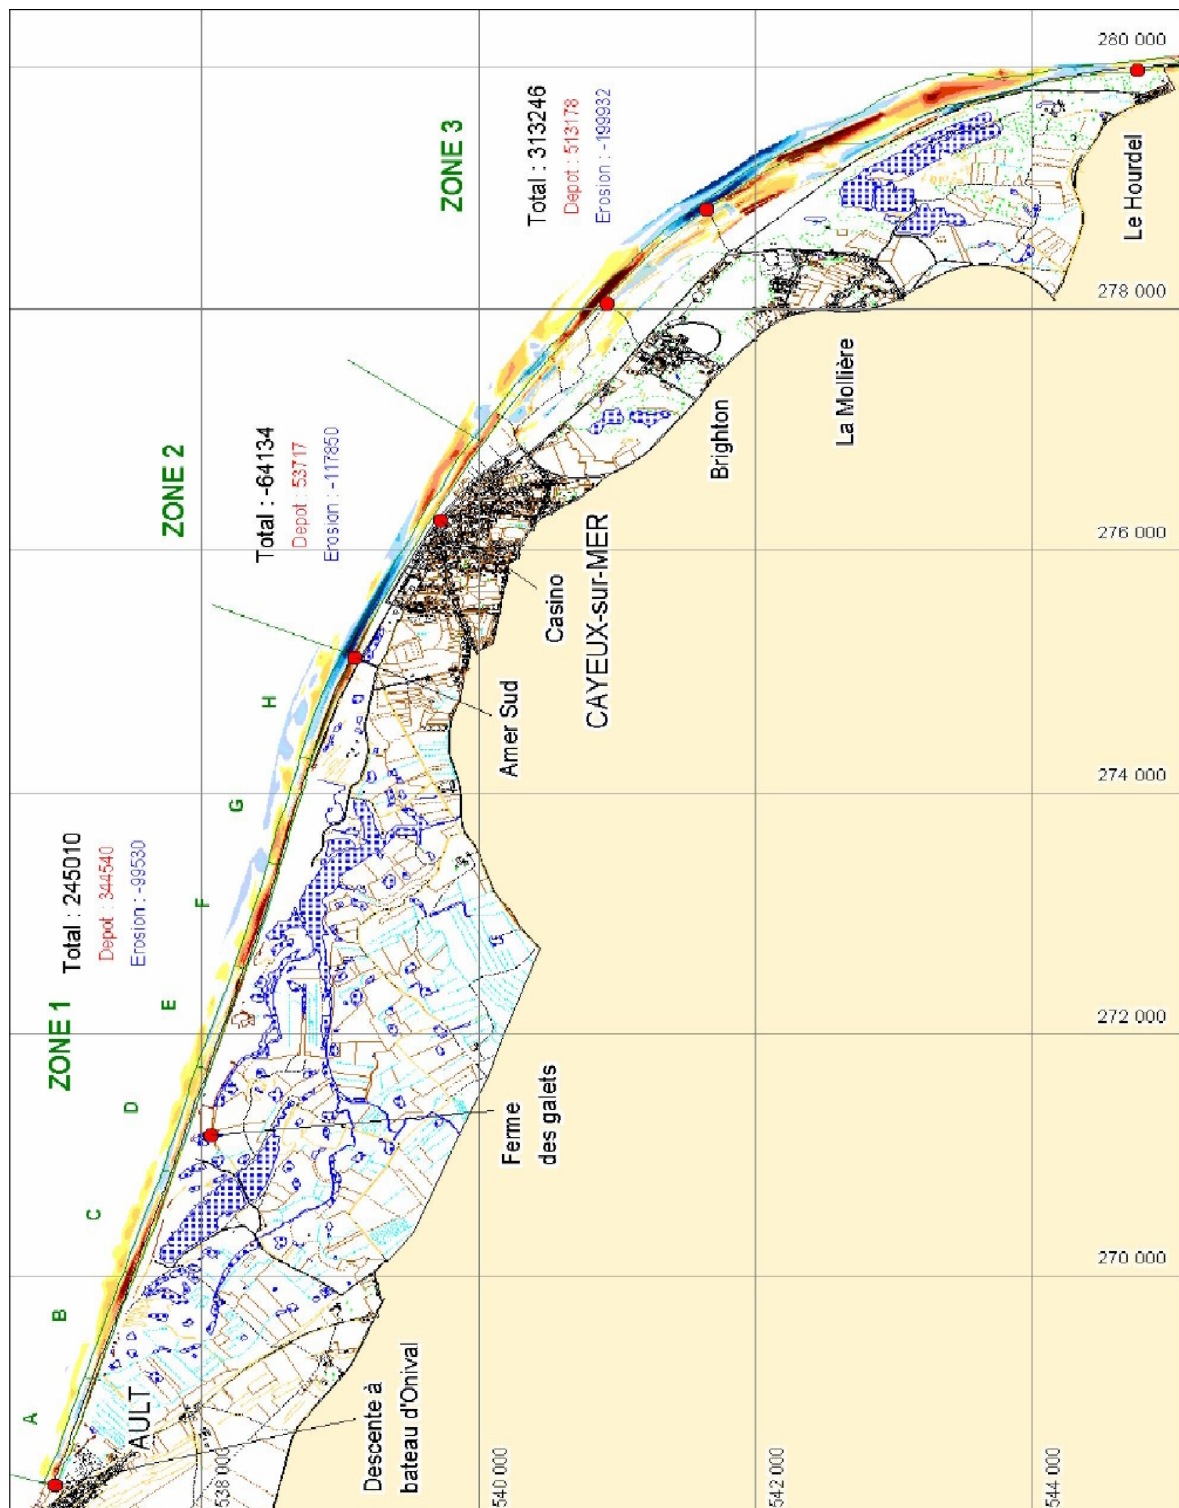 280 000
ZONE 3
Total : 313246
Depot : 513178
Erosion : -199932
Le Hourdel
278 000
La Mollière
Brighton
ZONE 2
Total : -64134
Depot : 53717
Erosion : -117850
276 000
Casino
CAYEUX-sur-MER
Amer Sud
H
274 000
G
ZONE 1
Total : 245010
Depot : 344540
Erosion : -99530
F
E
272 000
D
Ferme
des galets
C
270 000
B
A
AULT
Descente à
bateau d'Onival
538 000
540 000
542 000
544 000